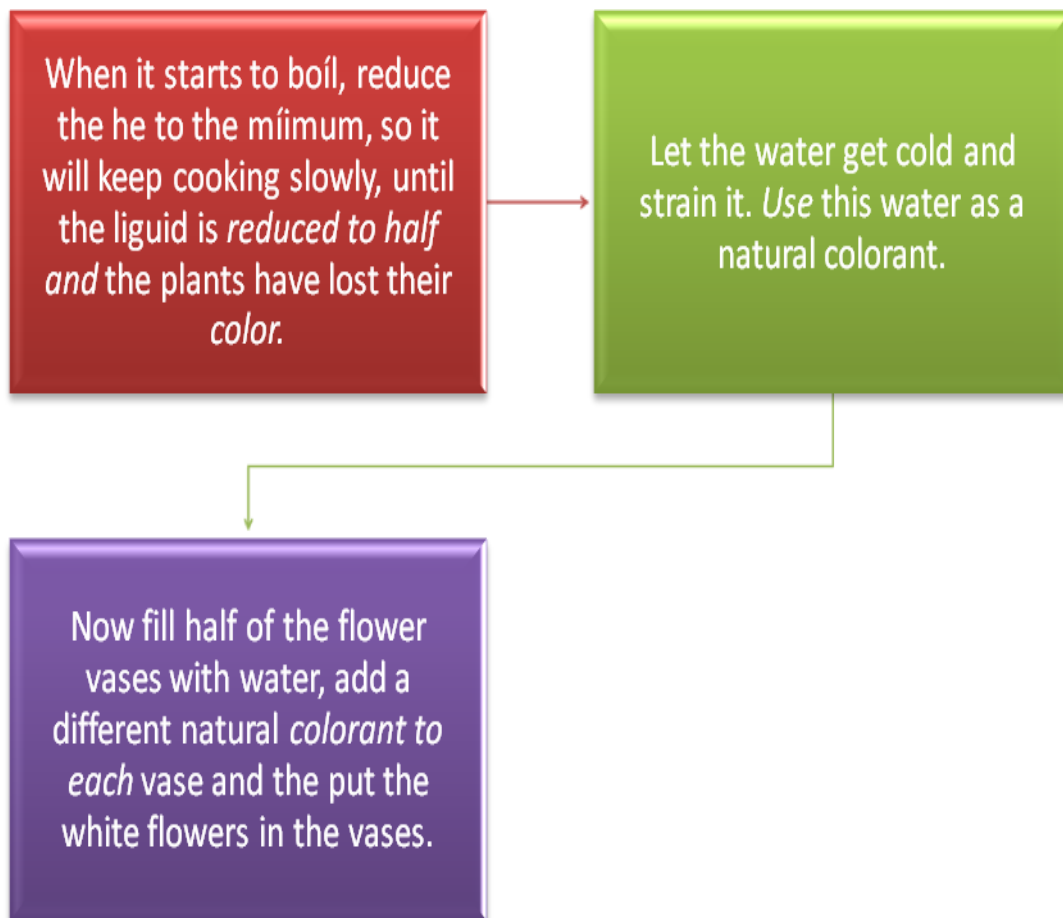 When it starts to boíl, reduce
the he to the míimum, so it
will keep cooking slowly, until
the liguid is reduced to half
and the plants have lost their
color.
Let the water get cold and
strain it. Use this water as a
natural colorant.
Now fill half of the flower
vases with water, add a
different natural colorant to
each vase and the put the
white flowers in the vases.